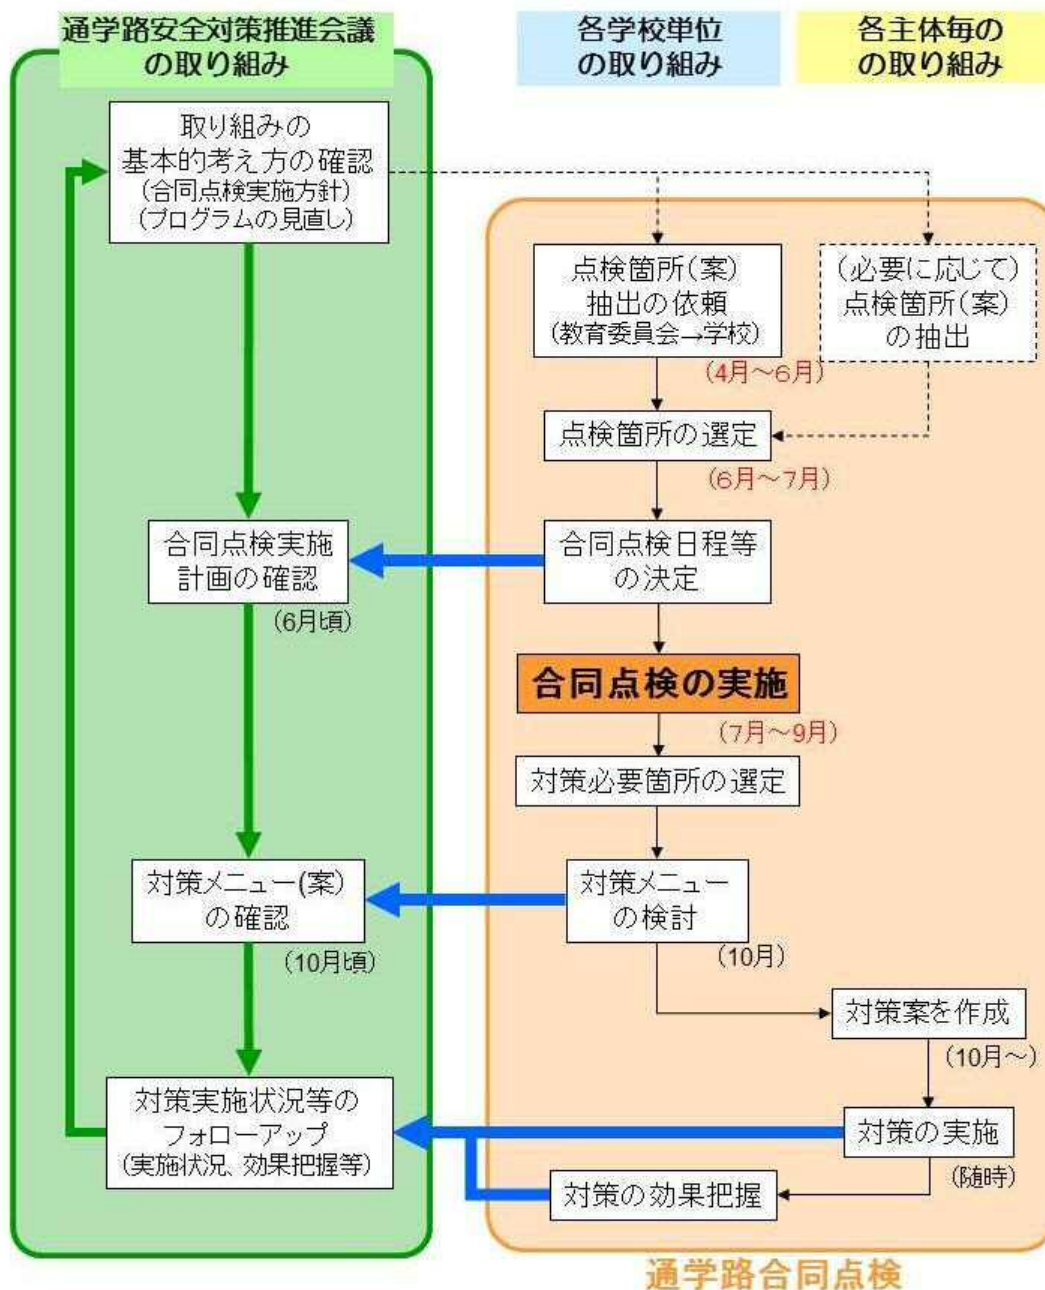 通学路安全対策推進会議
の取り組み
各学校単位
の取り組み
各主体毎の
の取り組み
取り組みの
基本的考え方の確認
(合同点検実施方針)
(プログラムの見直し)
点検箇所(案)
抽出の依頼
(教育委員会→学校)
(4月～6月)
(必要に応じて)
点検箇所(案)
の抽出
点検箇所の選定
(6月～7月)
合同点検実施
計画の確認
(6月頃)
合同点検日程等
の決定
合同点検の実施
(7月～9月)
対策必要箇所の選定
対策メニュー(案)
の確認
(10月頃)
対策メニュー
の検討
(10月)
対策案を作成
(10月～)
対策実施状況等の
フォローアップ
(実施状況、効果把握等)
対策の実施
(随時)
対策の効果把握
通学路合同点検